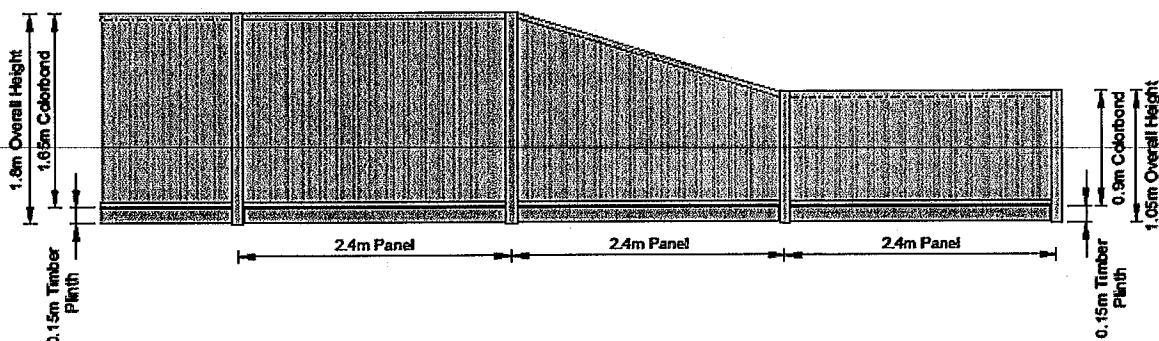 1.8m Overall Height
1.65m Colorbond
0.15m Timber
Plinth
2.4m Panel
2.4m Panel
2.4m Panel
0.9m Colorbond
1.05m Overall Height
0.15m Timber
Plinth